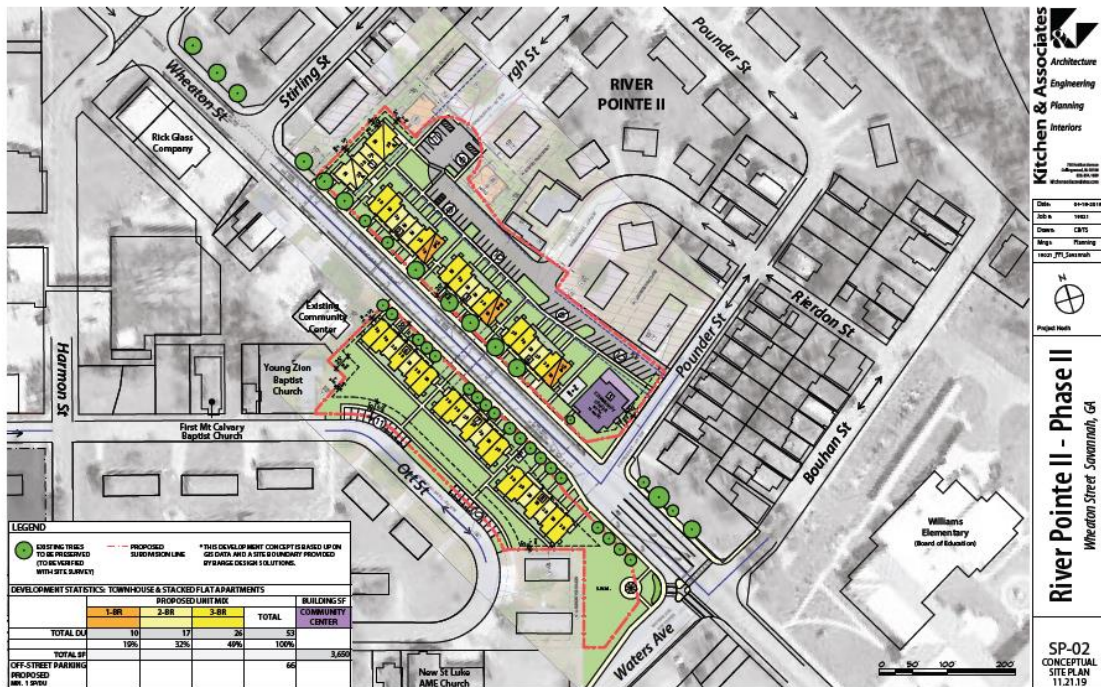 Wheaton St
Stirling St
rgh St
Pounder St
RIVER
POINTE II
Rick Glass
Company
Existing
Community
Center
Young Zion
Baptist
Church
Harmon St
First Mt Calvary
Baptist Church
Ott St
Pounder St
Rierdon St
Bouhan St
Williams
Elementary
(Board of Education)
Waters Ave
New St Luke
AME Church
0 50 100 200'
LEGEND
EXISTING TREES
TO BE PRESERVED
(TO BE VERIFIED
WITH SITE SURVEY)
PROPOSED
SUBDIVISION LINE
*THIS DEVELOPMENT CONCEPT IS BASED UPON
GIS DATA AND A SITE BOUNDARY PROVIDED
BY BARGE DESIGN SOLUTIONS.
DEVELOPMENT STATISTICS: TOWNHOUSE & STACKED FLAT APARTMENTS
PROPOSED UNIT MIX BUILDING SF
1-BR 2-BR 3-BR TOTAL COMMUNITY
CENTER
TOTAL DU 10 17 26 53
19% 32% 49% 100%
TOTAL SF 3,650
OFF-STREET PARKING 66
PROPOSED
MIN. 1 SP/DU
Kitchen & Associates
Architecture
Engineering
Planning
Interiors
Date:
Job #:
Drawn:
Mngr: Planning
River Pointe II - Phase II
Wheaton Street Savannah, GA
SP-02
CONCEPTUAL
SITE PLAN
11.21.19